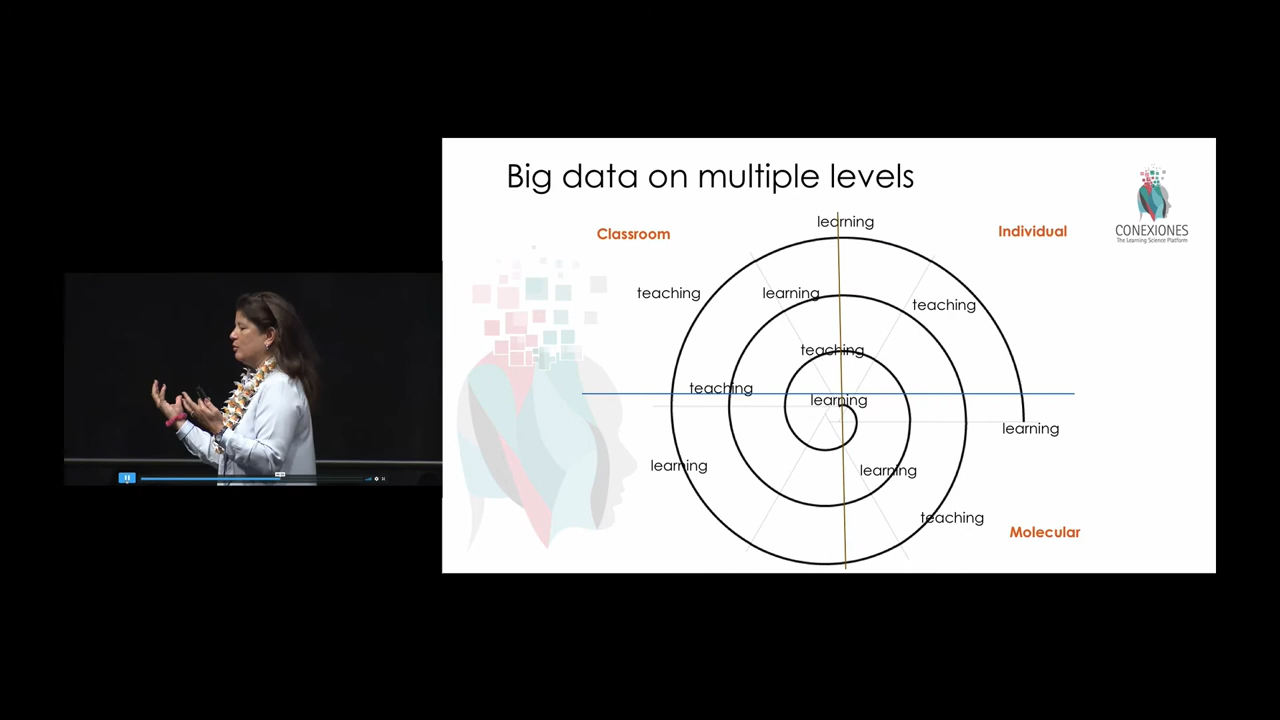 Big data on multiple levels
CONEXIONES
The Learning Science Platform
Classroom
learning
Individual
teaching
learning
teaching
teaching
teaching
learning
learning
learning
learning
teaching
Molecular